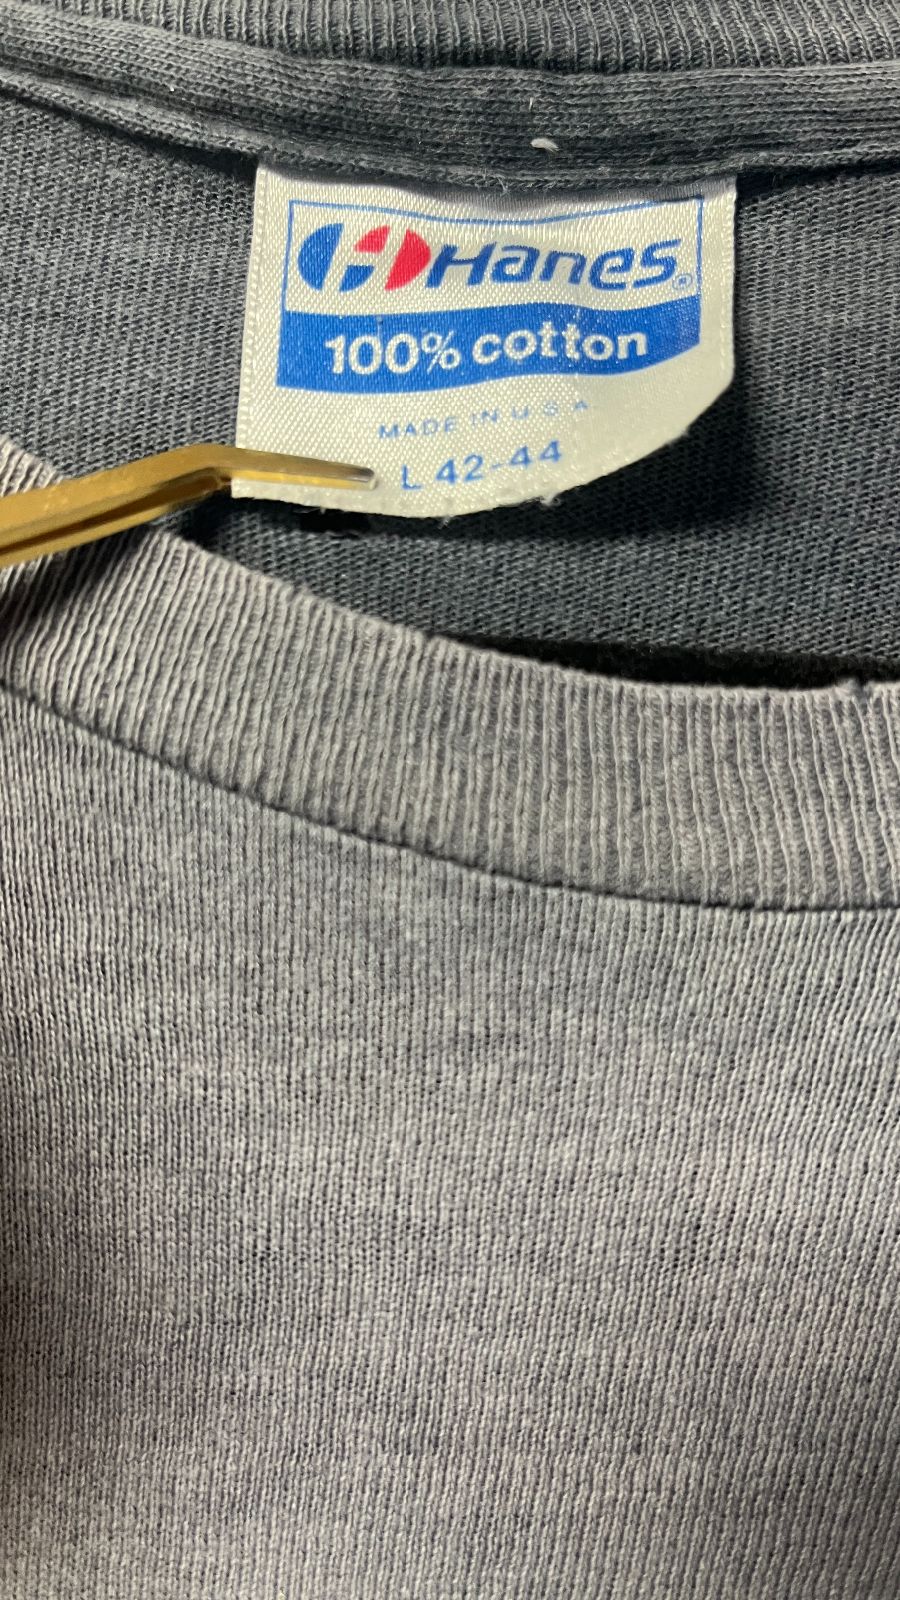 Hanes®
100% cotton
MADE IN U S A
L 42-44